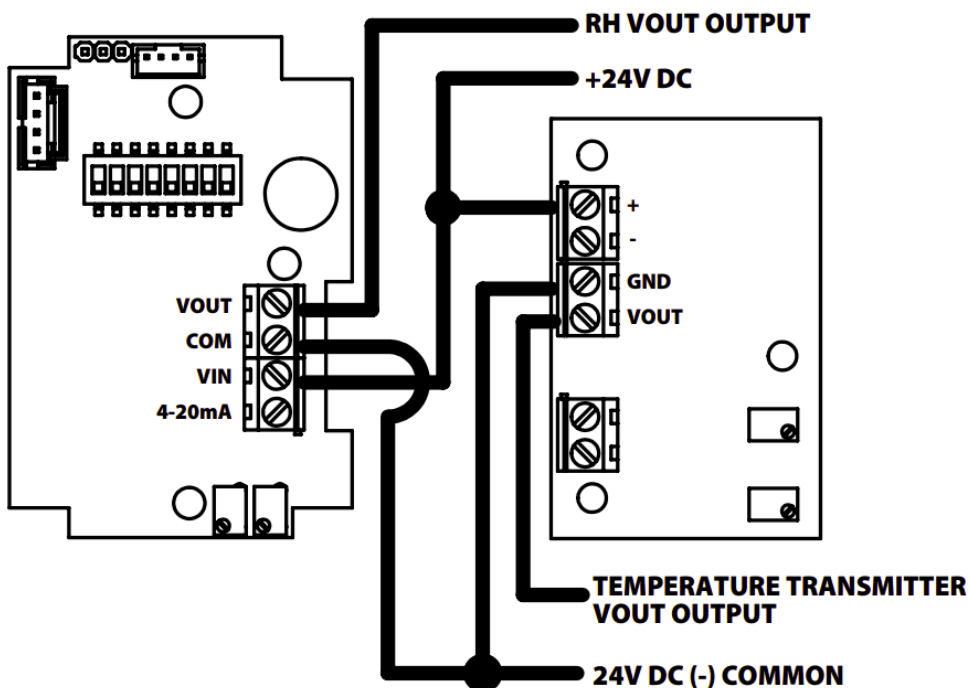 RH VOUT OUTPUT
+24V DC
+
-
GND
VOUT
VOUT
COM
VIN
4-20mA
TEMPERATURE TRANSMITTER
VOUT OUTPUT
24V DC (-) COMMON